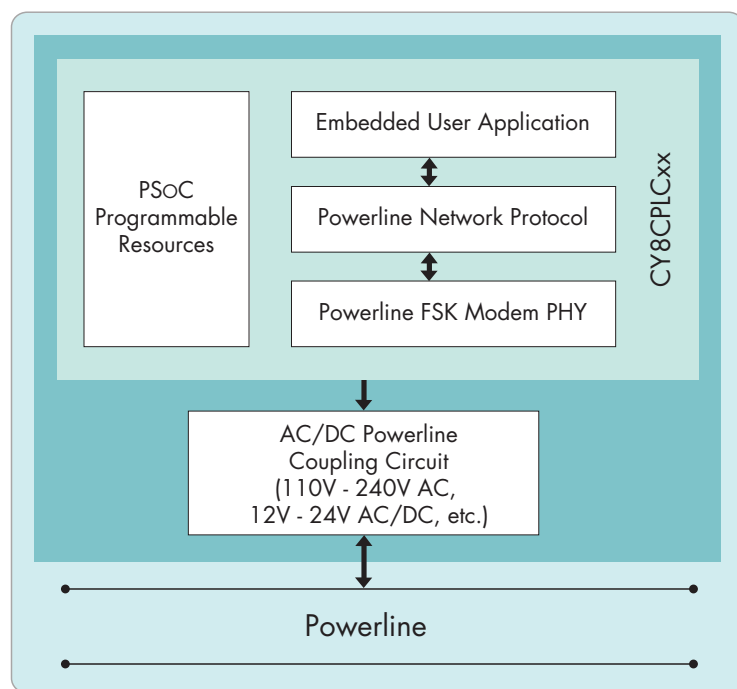 PSoC
Programmable
Resources
Embedded User Application
Powerline Network Protocol
Powerline FSK Modem PHY
CY8CPLCxx
AC/DC Powerline
Coupling Circuit
(110V - 240V AC,
12V - 24V AC/DC, etc.)
Powerline